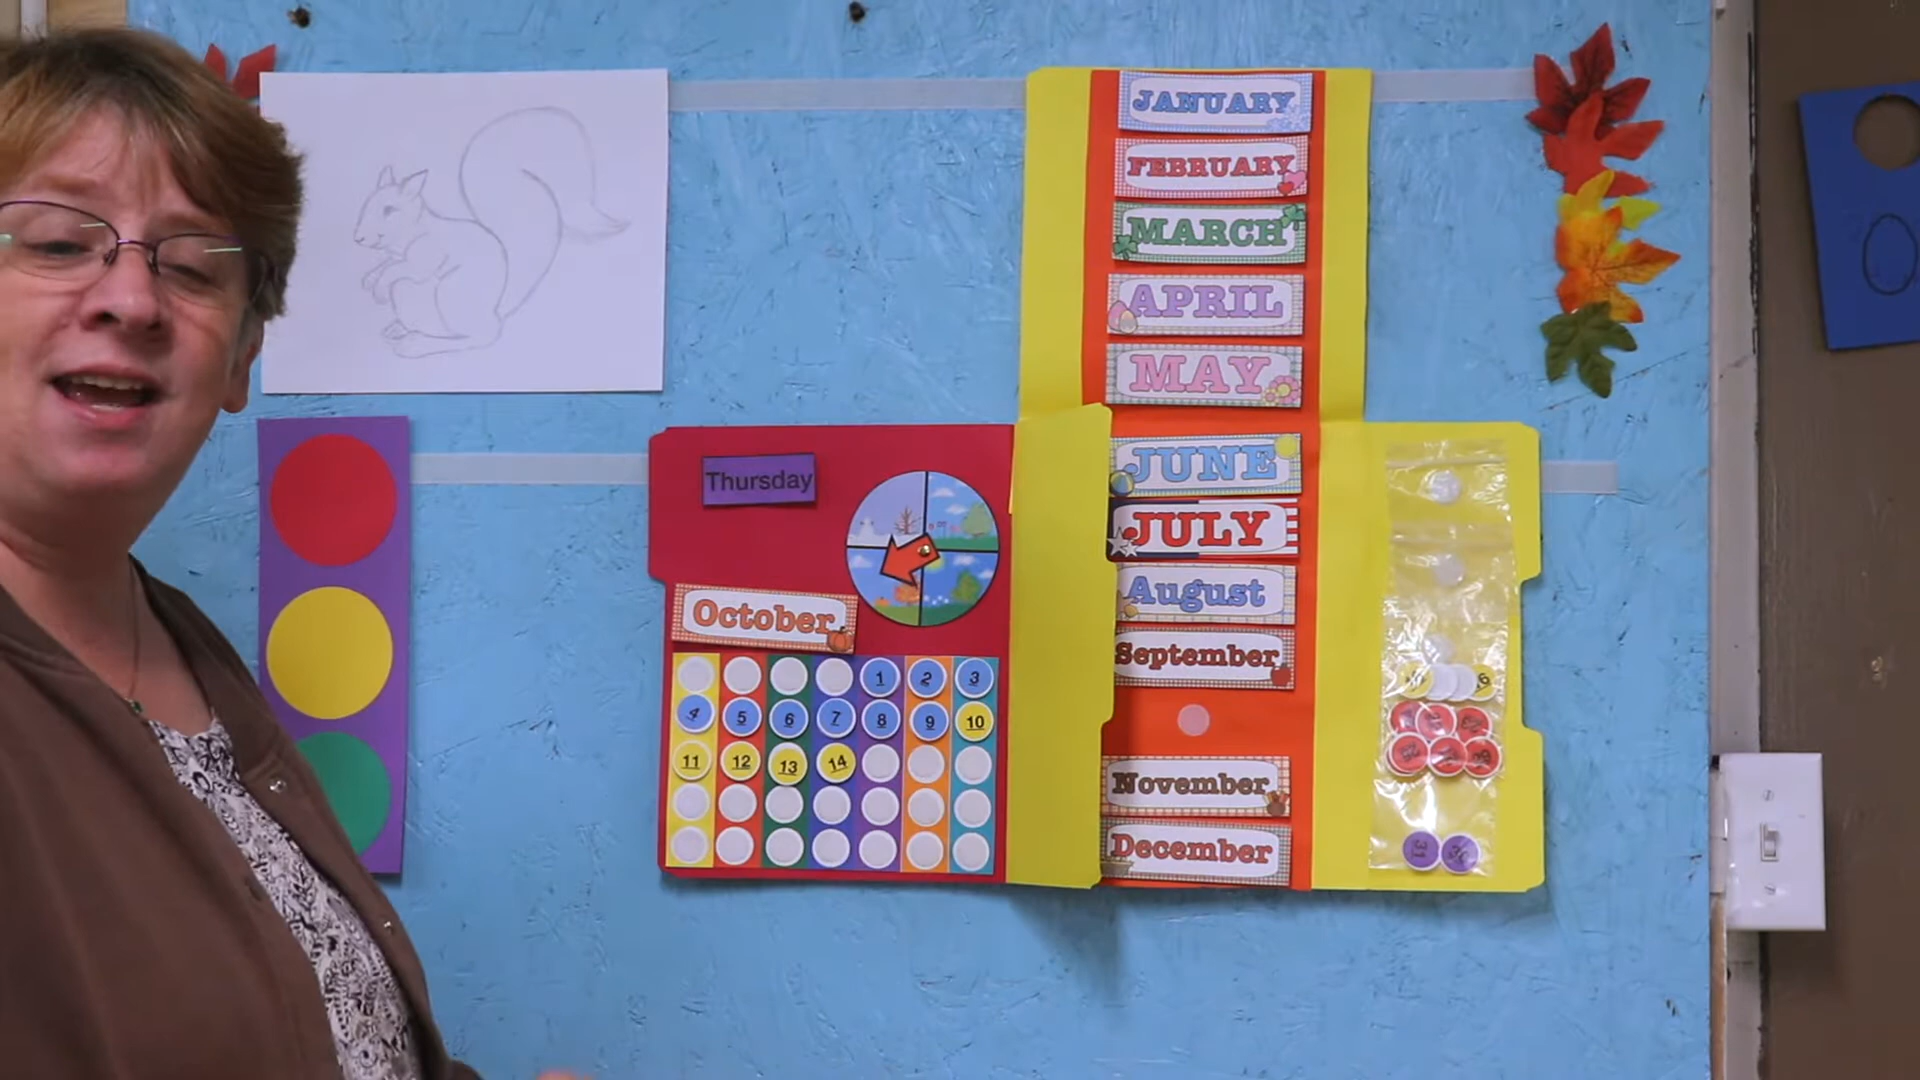 JANUARY
FEBRUARY
MARCH
APRIL
MAY
JUNE
JULY
August
September
November
December
Thursday
October
1 2 3
4 5 6 7 8 9 10
11 12 13 14
31